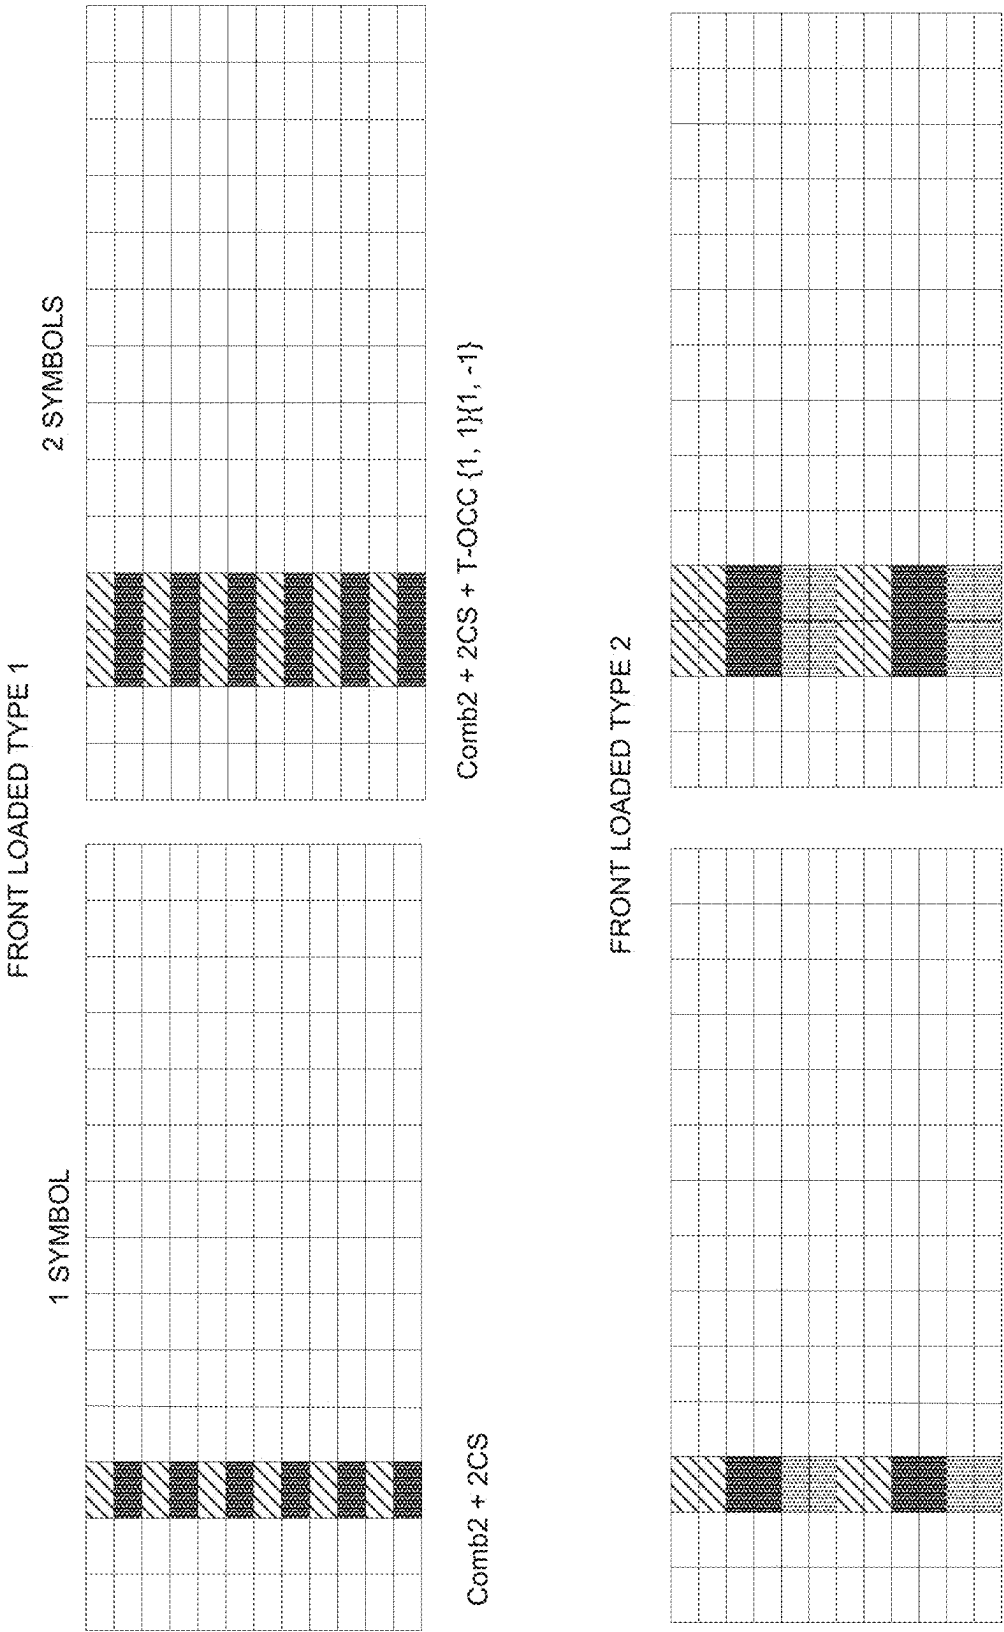 FRONT LOADED TYPE 1
1 SYMBOL
2 SYMBOLS
Comb2 + 2CS
Comb2 + 2CS + T-OCC {1, 1}{1, -1}
FRONT LOADED TYPE 2